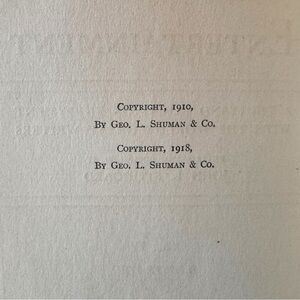 COPYRIGHT, 1910,
BY GEO. L. SHUMAN & CO.
COPYRIGHT, 1918,
BY GEO. L. SHUMAN & CO.